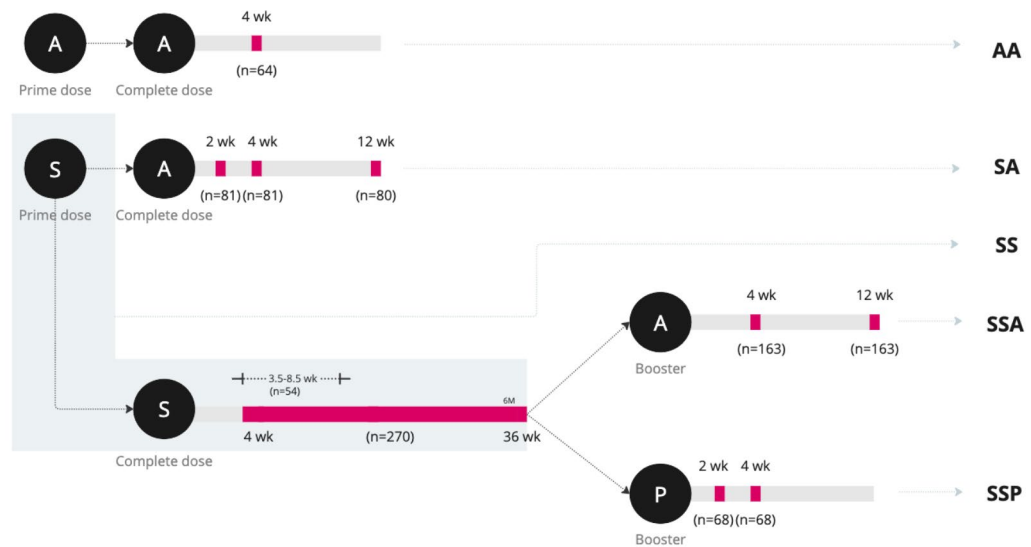 4 wk
A
A
AA
(n=64)
Prime dose
Complete dose
2 wk
4 wk
12 wk
S
A
SA
(n=81)
(n=81)
(n=80)
Prime dose
Complete dose
SS
4 wk
12 wk
A
SSA
(n=163)
(n=163)
Booster
3.5-8.5 wk
(n=54)
6M
S
4 wk
(n=270)
36 wk
Complete dose
2 wk
4 wk
P
SSP
(n=68)
(n=68)
Booster